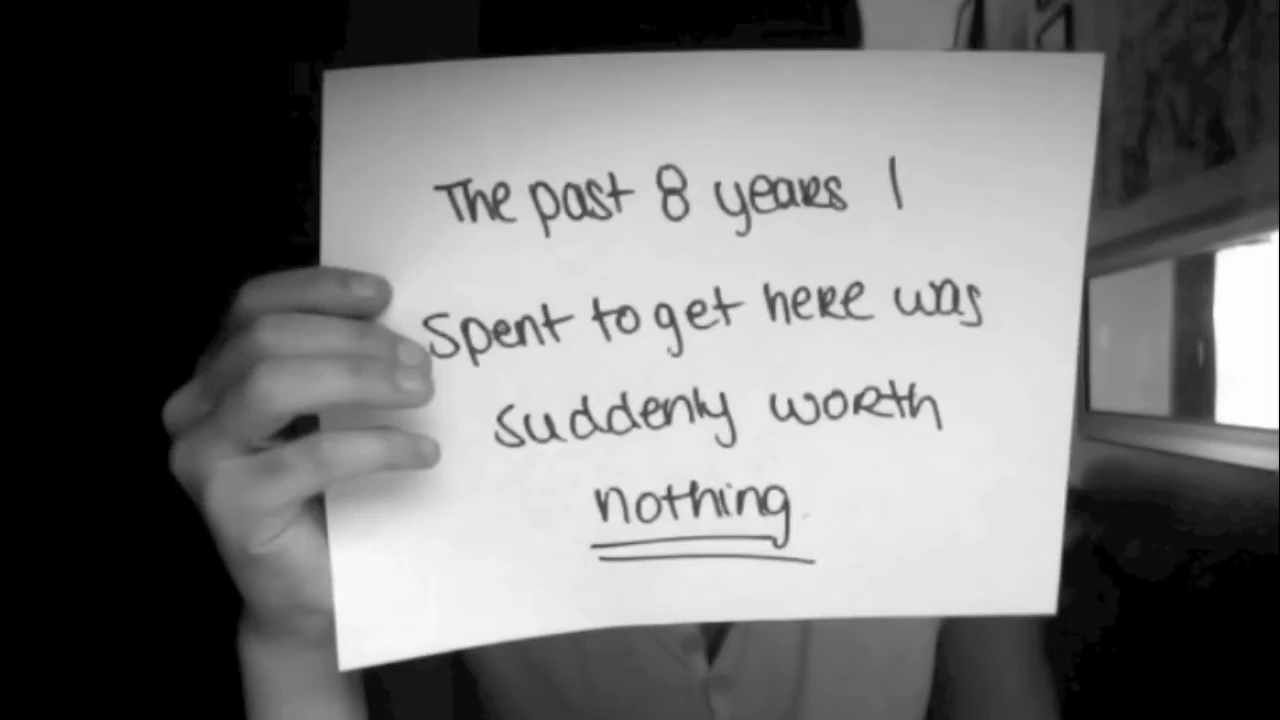 The past 8 years I
Spent to get here was
suddenly worth
nothing.